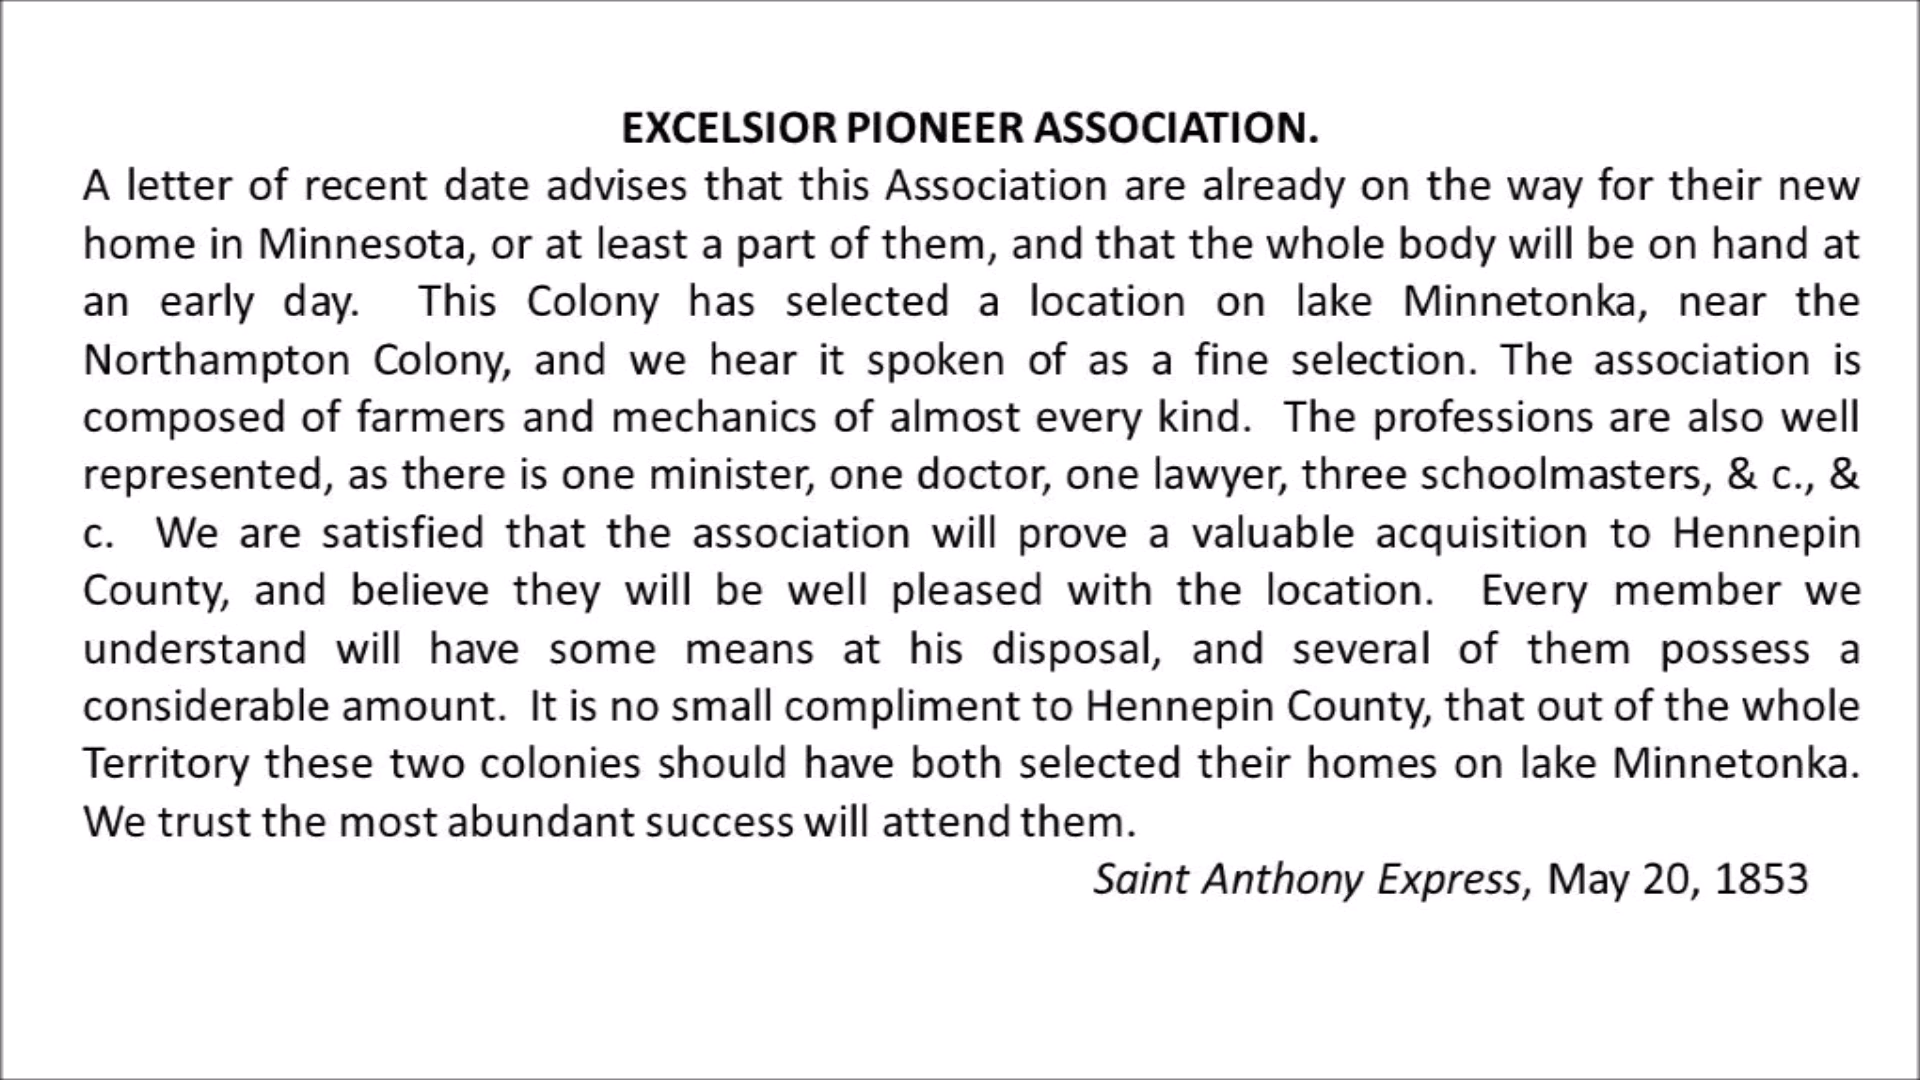 EXCELSIOR PIONEER ASSOCIATION.
A letter of recent date advises that this Association are already on the way for their new
home in Minnesota, or at least a part of them, and that the whole body will be on hand at
an early day.  This Colony has selected a location on lake Minnetonka, near the
Northampton Colony, and we hear it spoken of as a fine selection. The association is
composed of farmers and mechanics of almost every kind.  The professions are also well
represented, as there is one minister, one doctor, one lawyer, three schoolmasters, & c., &
c.  We are satisfied that the association will prove a valuable acquisition to Hennepin
County, and believe they will be well pleased with the location.  Every member we
understand will have some means at his disposal, and several of them possess a
considerable amount.  It is no small compliment to Hennepin County, that out of the whole
Territory these two colonies should have both selected their homes on lake Minnetonka.
We trust the most abundant success will attend them.
Saint Anthony Express, May 20, 1853